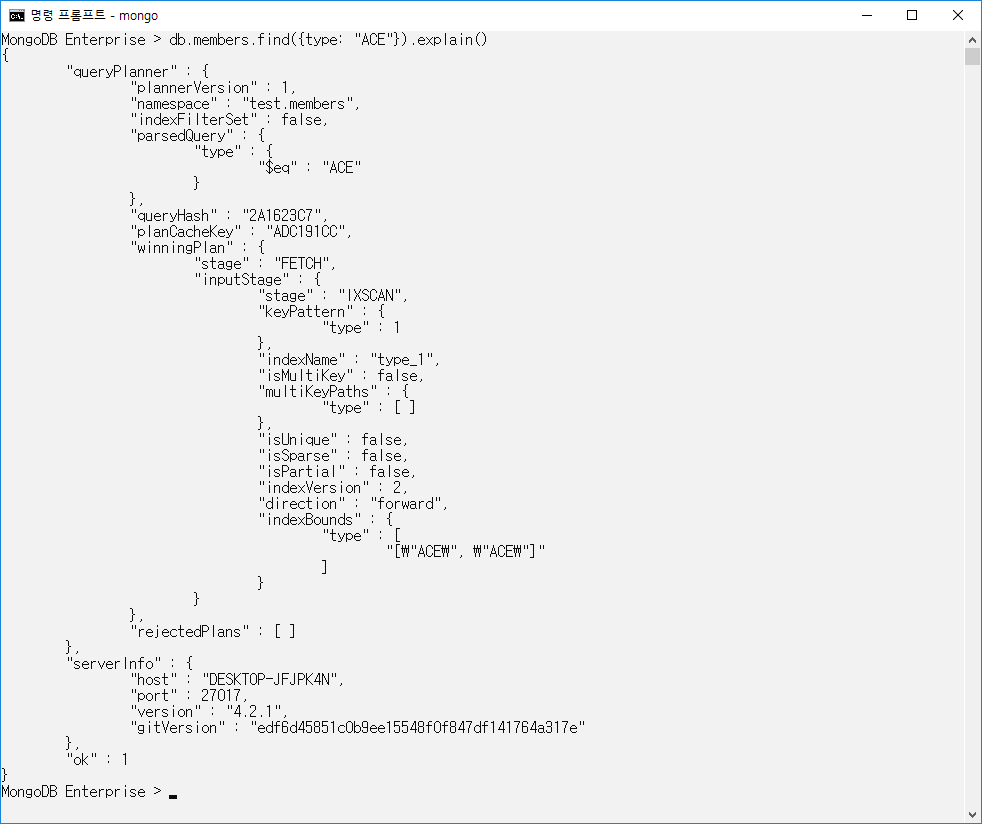 명령 프롬프트 - mongo
MongoDB Enterprise > db.members.find({type: "ACE"}).explain()
{
        "queryPlanner" : {
                "plannerVersion" : 1,
                "namespace" : "test.members",
                "indexFilterSet" : false,
                "parsedQuery" : {
                        "type" : {
                                "$eq" : "ACE"
                        }
                },
                "queryHash" : "2A1623C7",
                "planCacheKey" : "ADC191CC",
                "winningPlan" : {
                        "stage" : "FETCH",
                        "inputStage" : {
                                "stage" : "IXSCAN",
                                "keyPattern" : {
                                        "type" : 1
                                },
                                "indexName" : "type_1",
                                "isMultiKey" : false,
                                "multiKeyPaths" : {
                                        "type" : [ ]
                                },
                                "isUnique" : false,
                                "isSparse" : false,
                                "isPartial" : false,
                                "indexVersion" : 2,
                                "direction" : "forward",
                                "indexBounds" : {
                                        "type" : [
                                                "[₩"ACE₩", ₩"ACE₩"]"
                                        ]
                                }
                        }
                },
                "rejectedPlans" : [ ]
        },
        "serverInfo" : {
                "host" : "DESKTOP-JFJPK4N",
                "port" : 27017,
                "version" : "4.2.1",
                "gitVersion" : "edf6d45851c0b9ee15548f0f847df141764a317e"
        },
        "ok" : 1
}
MongoDB Enterprise >